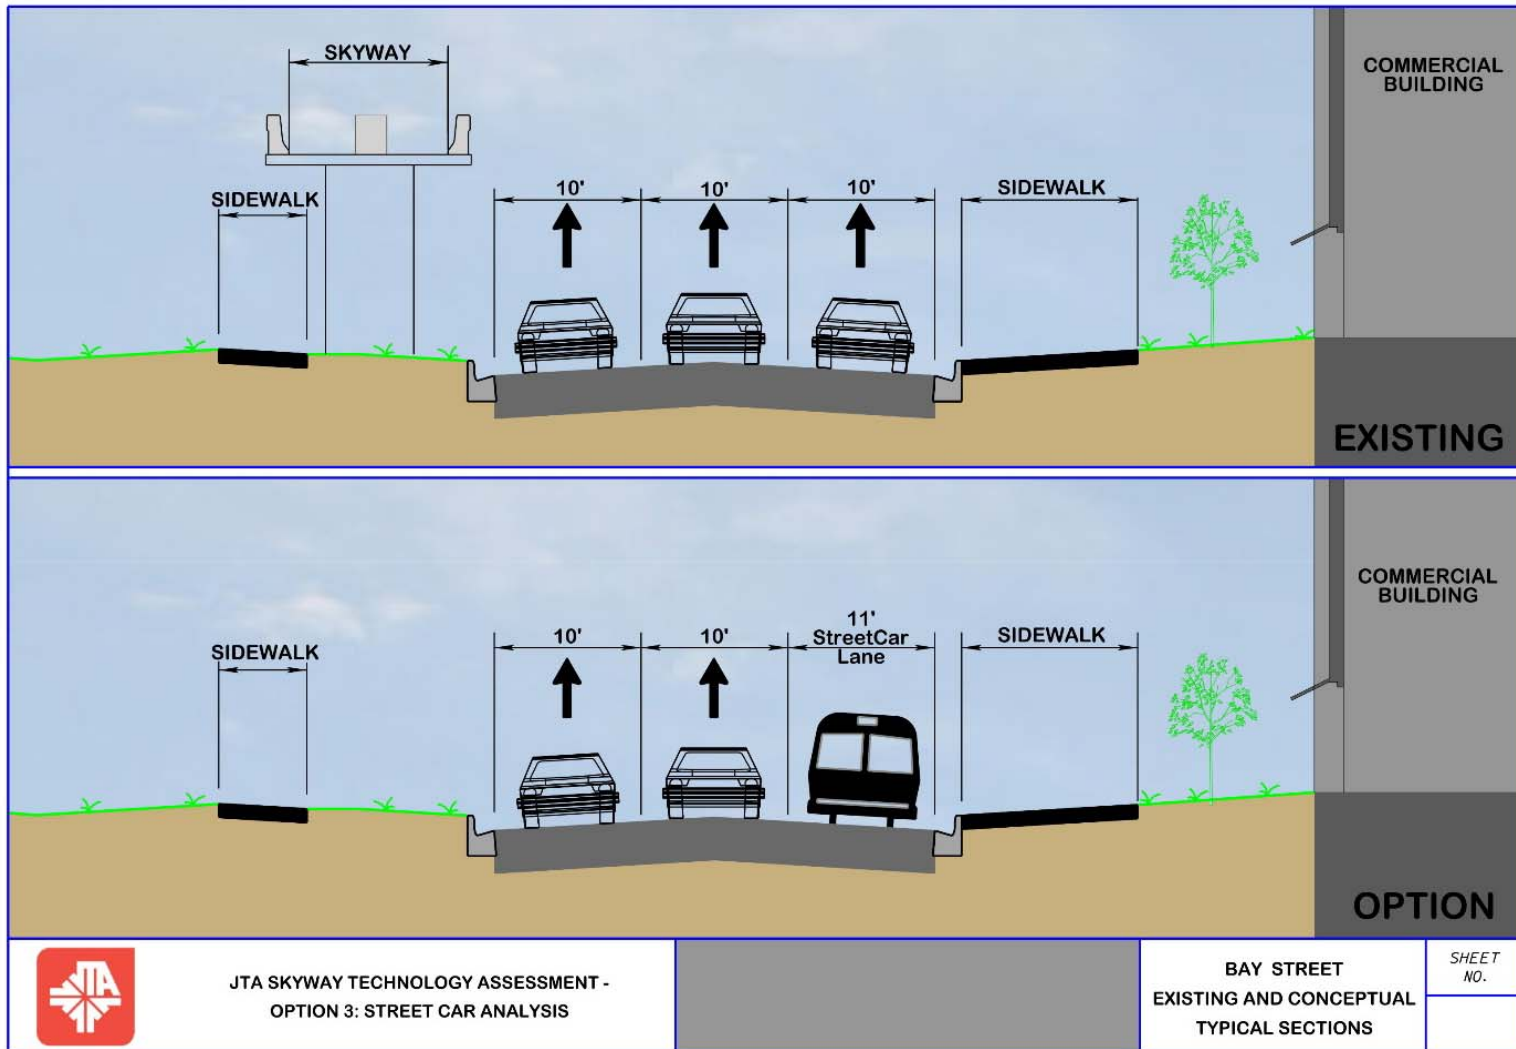 SKYWAY
COMMERCIAL
BUILDING
SIDEWALK
10'
10'
10'
SIDEWALK
EXISTING
COMMERCIAL
BUILDING
SIDEWALK
10'
10'
11'
StreetCar
Lane
SIDEWALK
OPTION
JTA
JTA SKYWAY TECHNOLOGY ASSESSMENT -
OPTION 3: STREET CAR ANALYSIS
BAY STREET
EXISTING AND CONCEPTUAL
TYPICAL SECTIONS
SHEET
NO.